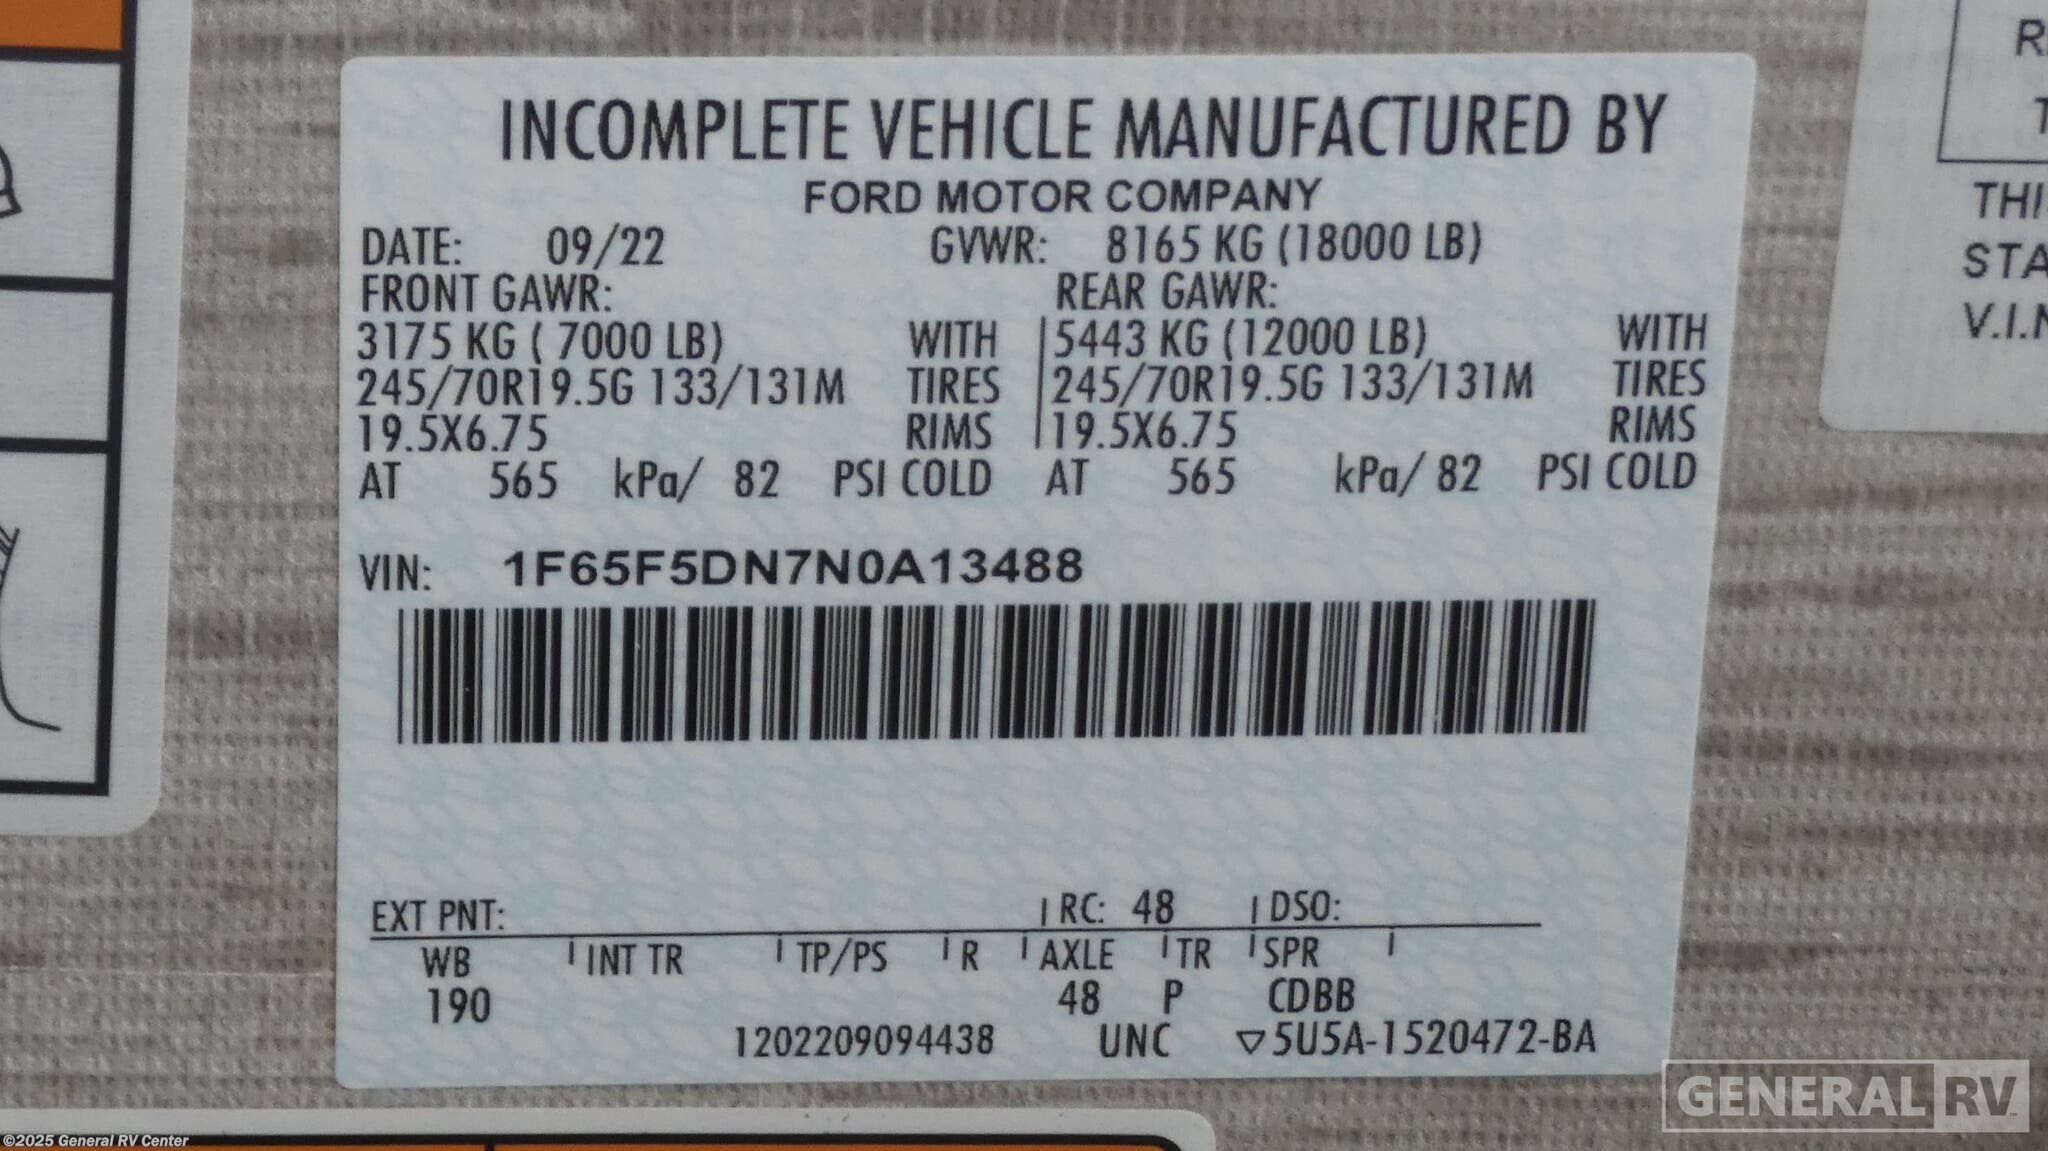 INCOMPLETE VEHICLE MANUFACTURED BY
FORD MOTOR COMPANY
DATE: 09/22 GVWR: 8165 KG (18000 LB)
FRONT GAWR: REAR GAWR:
3175 KG ( 7000 LB) WITH 5443 KG (12000 LB) WITH
245/70R19.5G 133/131M TIRES 245/70R19.5G 133/131M TIRES
19.5X6.75 RIMS 19.5X6.75 RIMS
AT 565 kPa/ 82 PSI COLD AT 565 kPa/ 82 PSI COLD
VIN: 1F65F5DN7N0A13488
EXT PNT: RC: 48 DSO:
WB INT TR TP/PS R AXLE TR SPR
190 48 P CDBB
1202209094438 UNC ▽5U5A-1520472-BA
STA
V.I.N
GENERAL RV
©2025 General RV Center